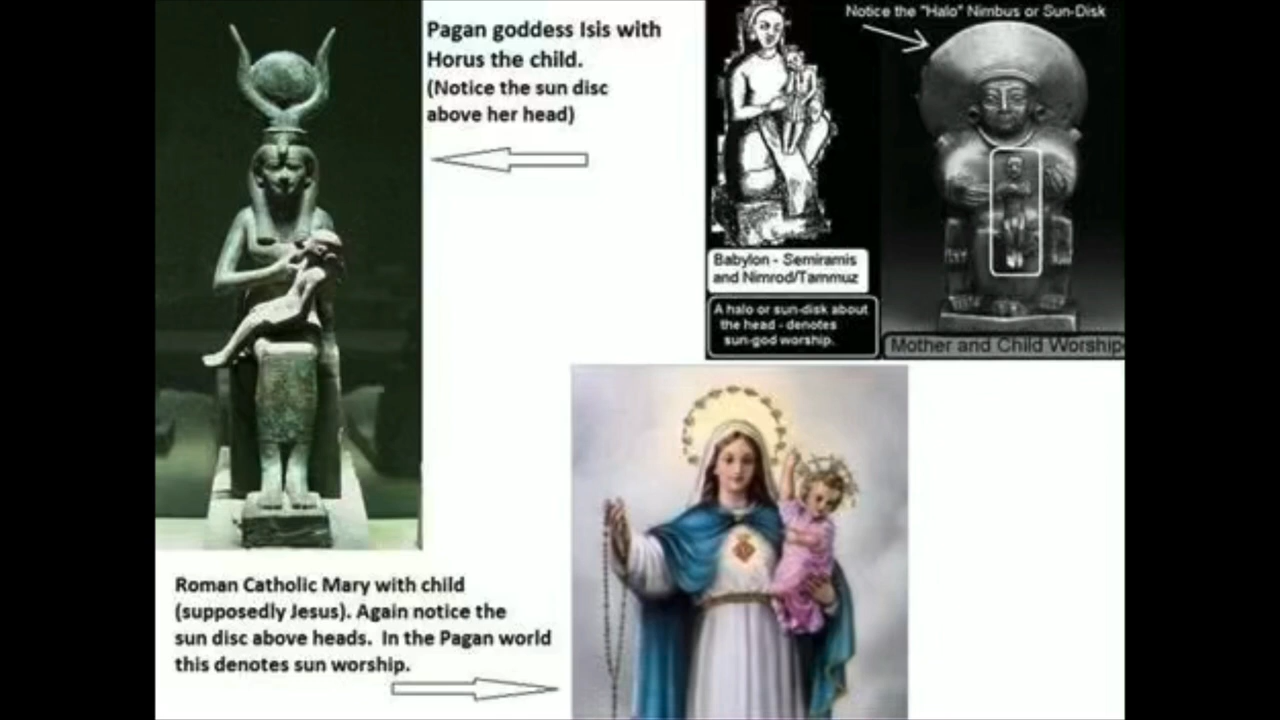 Pagan goddess Isis with
Horus the child.
(Notice the sun disc
above her head)
Notice the "Halo" Nimbus or Sun-Disk
Babylon - Semiramis
and Nimrod/Tammuz
A halo or sun-disk about
the head - denotes
sun-god worship.
Mother and Child Worship
Roman Catholic Mary with child
(supposedly Jesus). Again notice the
sun disc above heads. In the Pagan world
this denotes sun worship.